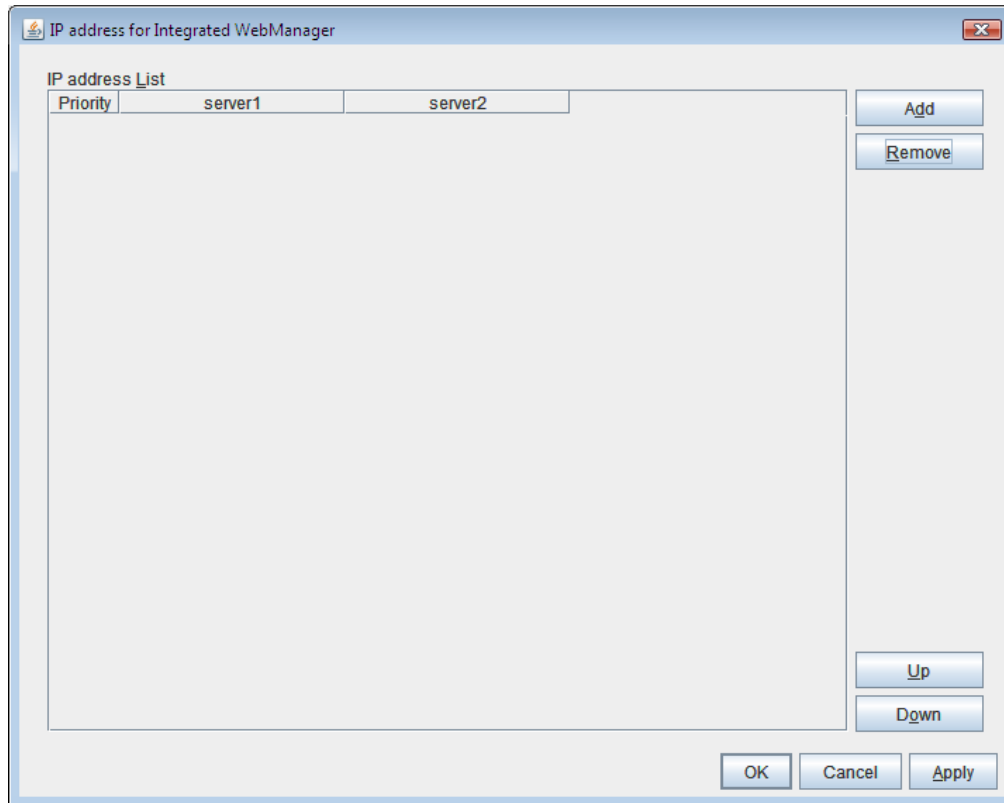 IP address for Integrated WebManager
IP address List
Priority server1 server2
Add
Remove
Up
Down
OK Cancel Apply